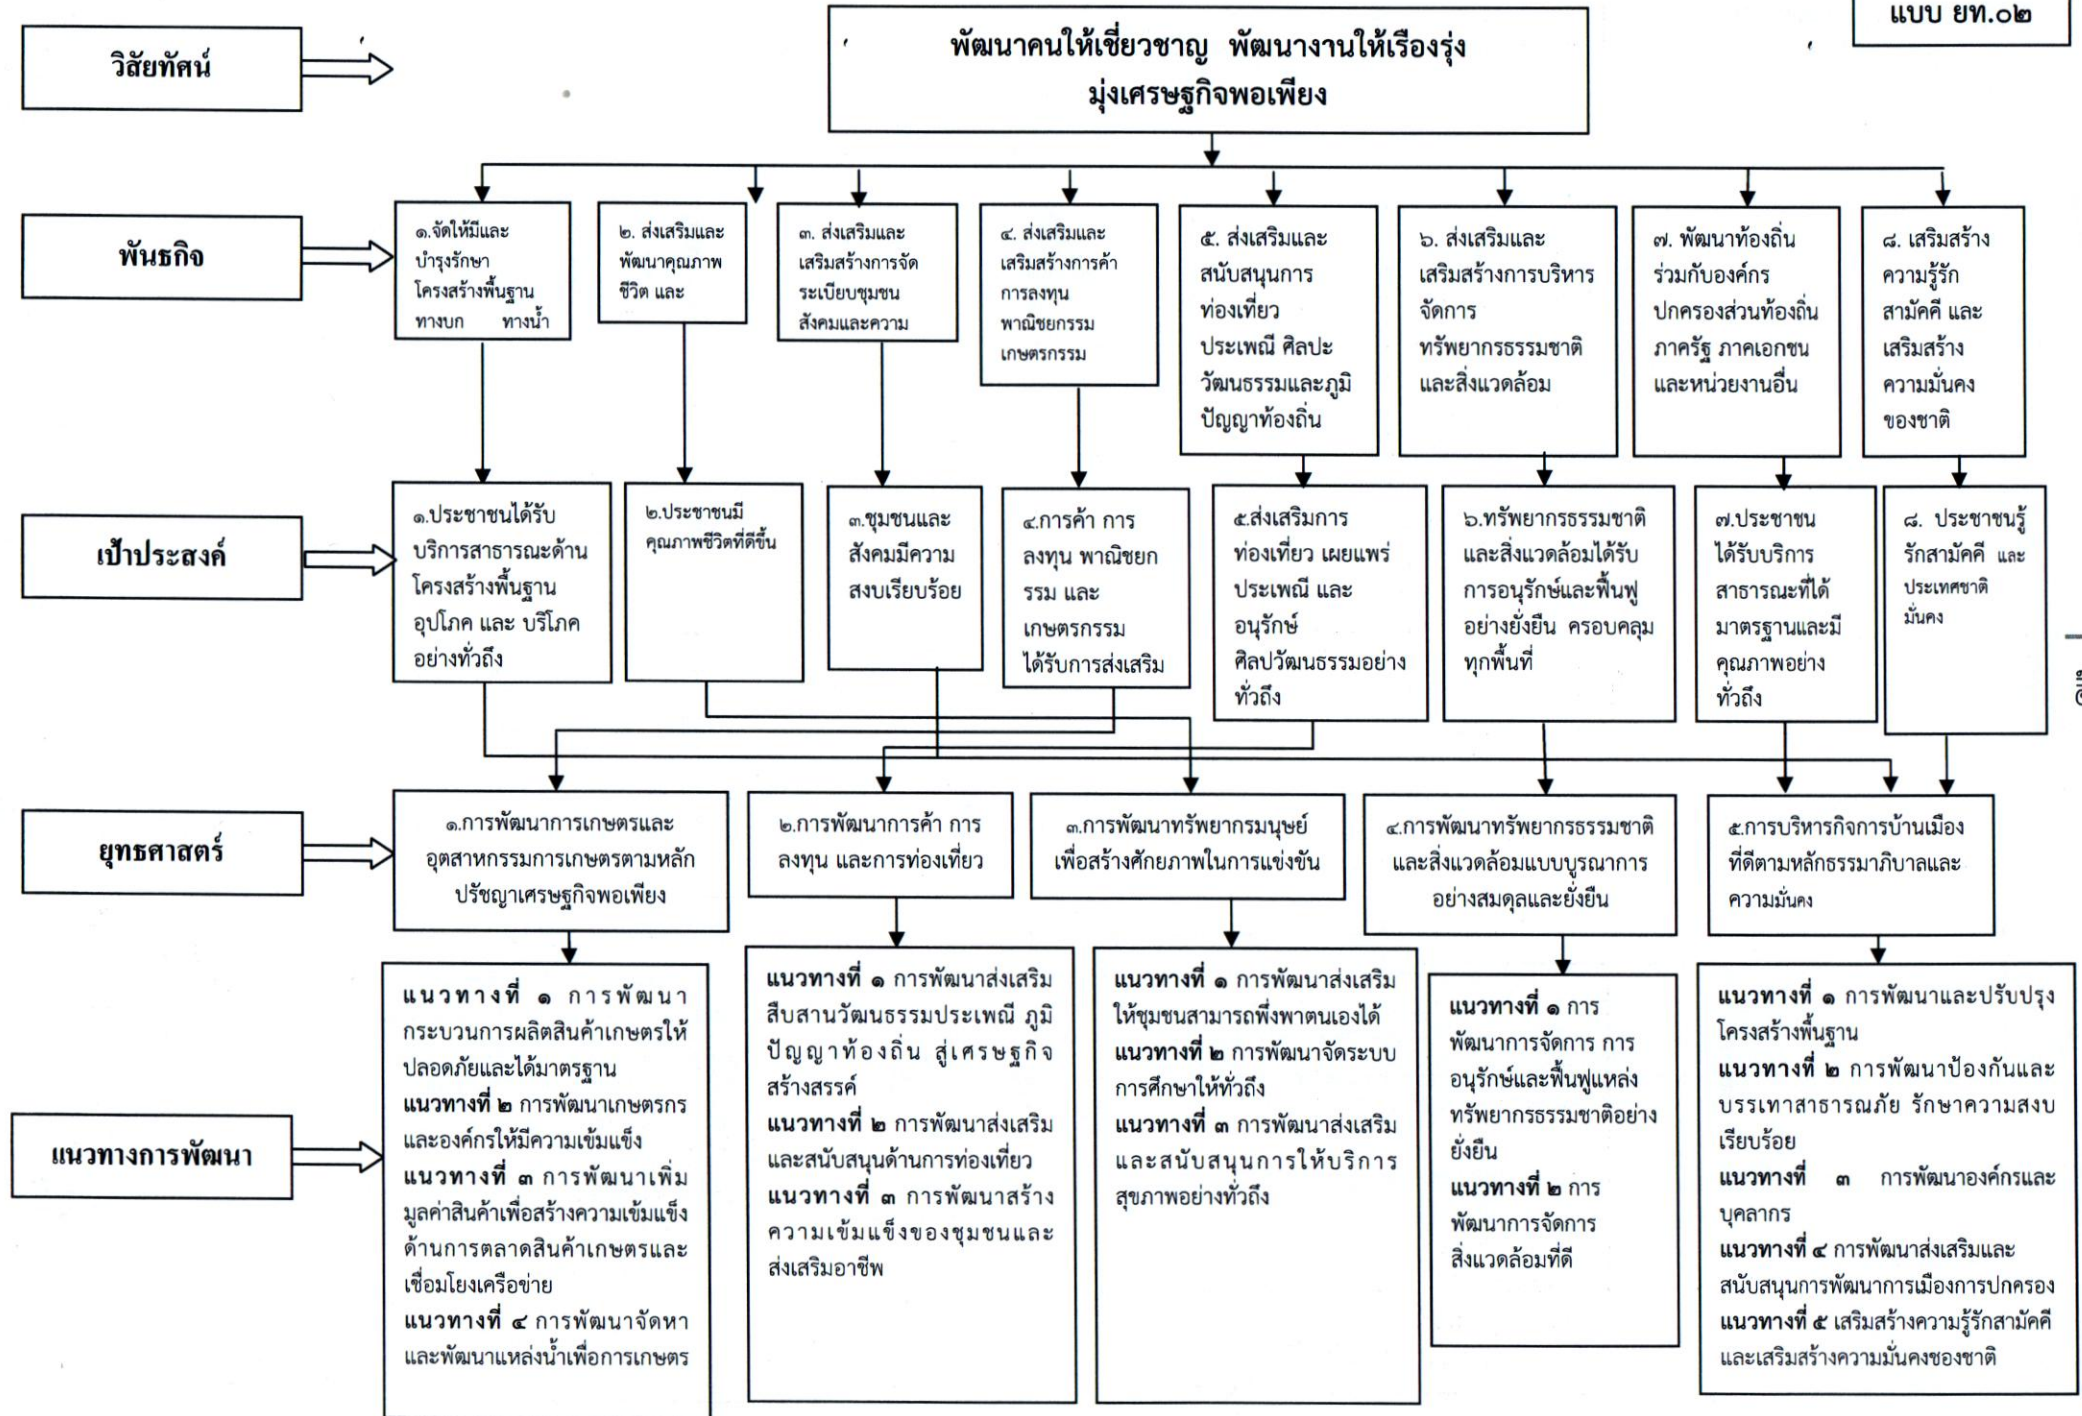 แบบ ยท.๐๒
วิสัยทัศน์
พัฒนาคนให้เชี่ยวชาญ พัฒนางานให้เรืองรุ่ง
มุ่งเศรษฐกิจพอเพียง
พันธกิจ
๑.จัดให้มีและ
บำรุงรักษา
โครงสร้างพื้นฐาน
ทางบก ทางน้ำ
๒. ส่งเสริมและ
พัฒนาคุณภาพ
ชีวิต และ
๓. ส่งเสริมและ
เสริมสร้างการจัด
ระเบียบชุมชน
สังคมและความ
๔. ส่งเสริมและ
เสริมสร้างการค้า
การลงทุน
พาณิชยกรรม
เกษตรกรรม
๕. ส่งเสริมและ
สนับสนุนการ
ท่องเที่ยว
ประเพณี ศิลปะ
วัฒนธรรมและภูมิ
ปัญญาท้องถิ่น
๖. ส่งเสริมและ
เสริมสร้างการบริหาร
จัดการ
ทรัพยากรธรรมชาติ
และสิ่งแวดล้อม
๗. พัฒนาท้องถิ่น
ร่วมกับองค์กร
ปกครองส่วนท้องถิ่น
ภาครัฐ ภาคเอกชน
และหน่วยงานอื่น
๘. เสริมสร้าง
ความรู้รัก
สามัคคี และ
เสริมสร้าง
ความมั่นคง
ของชาติ
เป้าประสงค์
๑.ประชาชนได้รับ
บริการสาธารณะด้าน
โครงสร้างพื้นฐาน
อุปโภค และ บริโภค
อย่างทั่วถึง
๒.ประชาชนมี
คุณภาพชีวิตที่ดีขึ้น
๓.ชุมชนและ
สังคมมีความ
สงบเรียบร้อย
๔.การค้า การ
ลงทุน พาณิชยก
รรม และ
เกษตรกรรม
ได้รับการส่งเสริม
๕.ส่งเสริมการ
ท่องเที่ยว เผยแพร่
ประเพณี และ
อนุรักษ์
ศิลปวัฒนธรรมอย่าง
ทั่วถึง
๖.ทรัพยากรธรรมชาติ
และสิ่งแวดล้อมได้รับ
การอนุรักษ์และฟื้นฟู
อย่างยั่งยืน ครอบคลุม
ทุกพื้นที่
๗.ประชาชน
ได้รับบริการ
สาธารณะที่ได้
มาตรฐานและมี
คุณภาพอย่าง
ทั่วถึง
๘. ประชาชนรู้
รักสามัคคี และ
ประเทศชาติ
มั่นคง
ยุทธศาสตร์
๑.การพัฒนาการเกษตรและ
อุตสาหกรรมการเกษตรตามหลัก
ปรัชญาเศรษฐกิจพอเพียง
๒.การพัฒนาการค้า การ
ลงทุน และการท่องเที่ยว
๓.การพัฒนาทรัพยากรมนุษย์
เพื่อสร้างศักยภาพในการแข่งขัน
๔.การพัฒนาทรัพยากรธรรมชาติ
และสิ่งแวดล้อมแบบบูรณาการ
อย่างสมดุลและยั่งยืน
๕.การบริหารกิจการบ้านเมือง
ที่ดีตามหลักธรรมาภิบาลและ
ความมั่นคง
แนวทางการพัฒนา
แนวทางที่ ๑ การพัฒนา
กระบวนการผลิตสินค้าเกษตรให้
ปลอดภัยและได้มาตรฐาน
แนวทางที่ ๒ การพัฒนาเกษตรกร
และองค์กรให้มีความเข้มแข็ง
แนวทางที่ ๓ การพัฒนาเพิ่ม
มูลค่าสินค้าเพื่อสร้างความเข้มแข็ง
ด้านการตลาดสินค้าเกษตรและ
เชื่อมโยงเครือข่าย
แนวทางที่ ๔ การพัฒนาจัดหา
และพัฒนาแหล่งน้ำเพื่อการเกษตร
แนวทางที่ ๑ การพัฒนาส่งเสริม
สืบสานวัฒนธรรมประเพณี ภูมิ
ปัญญาท้องถิ่น สู่เศรษฐกิจ
สร้างสรรค์
แนวทางที่ ๒ การพัฒนาส่งเสริม
และสนับสนุนด้านการท่องเที่ยว
แนวทางที่ ๓ การพัฒนาสร้าง
ความเข้มแข็งของชุมชนและ
ส่งเสริมอาชีพ
แนวทางที่ ๑ การพัฒนาส่งเสริม
ให้ชุมชนสามารถพึ่งพาตนเองได้
แนวทางที่ ๒ การพัฒนาจัดระบบ
การศึกษาให้ทั่วถึง
แนวทางที่ ๓ การพัฒนาส่งเสริม
และสนับสนุนการให้บริการ
สุขภาพอย่างทั่วถึง
แนวทางที่ ๑ การ
พัฒนาการจัดการ การ
อนุรักษ์และฟื้นฟูแหล่ง
ทรัพยากรธรรมชาติอย่าง
ยั่งยืน
แนวทางที่ ๒ การ
พัฒนาการจัดการ
สิ่งแวดล้อมที่ดี
แนวทางที่ ๑ การพัฒนาและปรับปรุง
โครงสร้างพื้นฐาน
แนวทางที่ ๒ การพัฒนาป้องกันและ
บรรเทาสาธารณภัย รักษาความสงบ
เรียบร้อย
แนวทางที่ ๓ การพัฒนาองค์กรและ
บุคลากร
แนวทางที่ ๔ การพัฒนาส่งเสริมและ
สนับสนุนการพัฒนาการเมืองการปกครอง
แนวทางที่ ๕ เสริมสร้างความรู้รักสามัคคี
และเสริมสร้างความมั่นคงชองชาติ